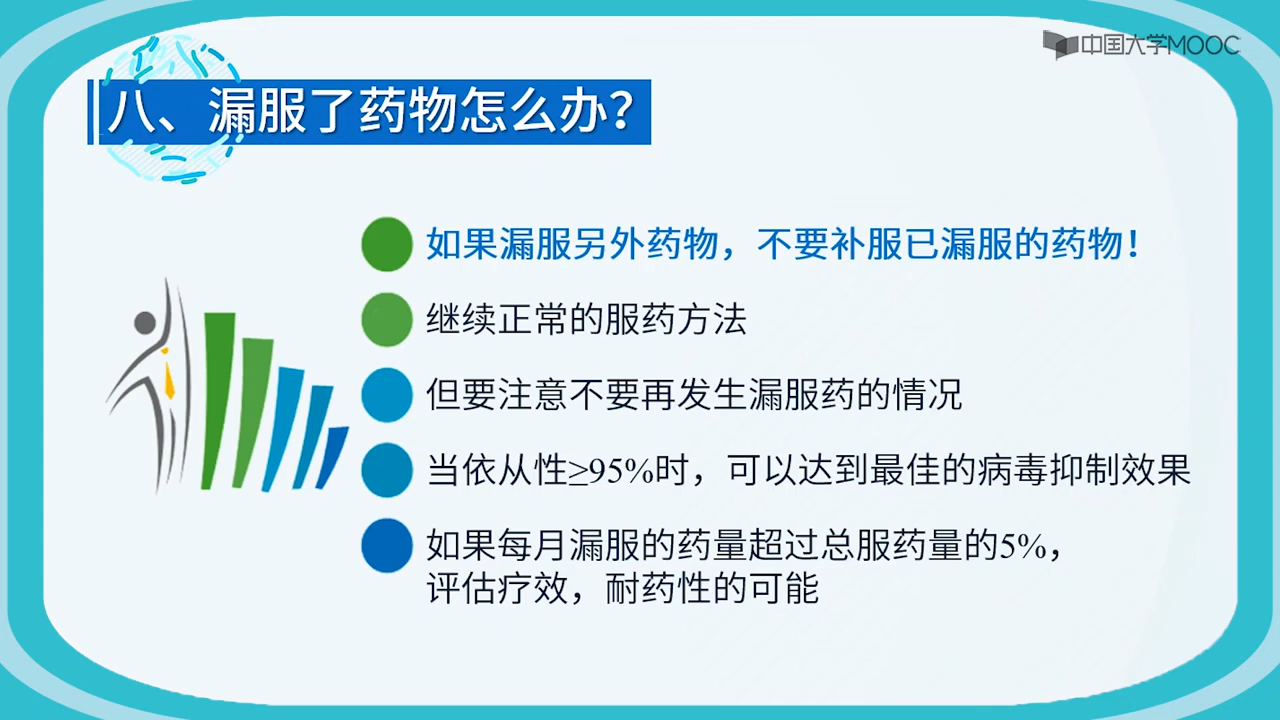 中国大学MOOC
八、漏服了药物怎么办?
如果漏服另外药物，不要补服已漏服的药物！
继续正常的服药方法
但要注意不要再发生漏服药的情况
当依从性≥95%时，可以达到最佳的病毒抑制效果
如果每月漏服的药量超过总服药量的5%，
评估疗效，耐药性的可能